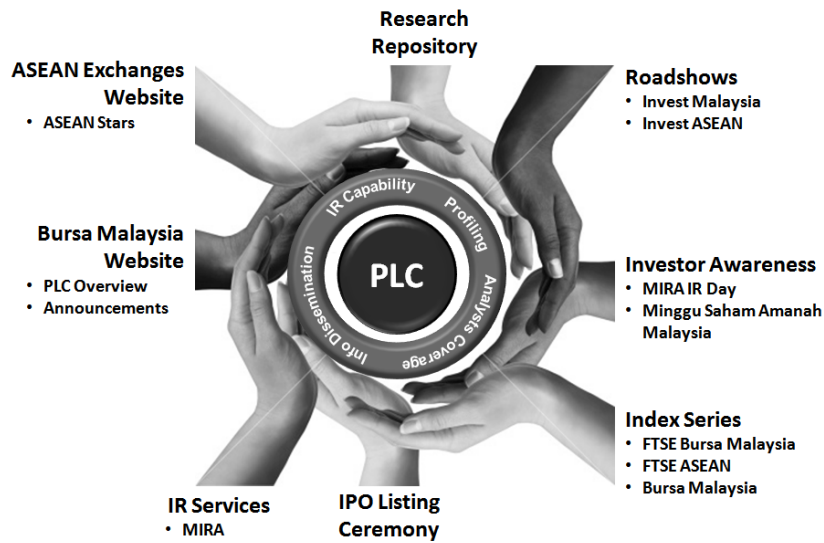 Research
Repository
ASEAN Exchanges
Website
• ASEAN Stars
Roadshows
• Invest Malaysia
• Invest ASEAN
IR Capability
Profiling
Bursa Malaysia
Website
• PLC Overview
• Announcements
Info Dissemination
PLC
Analysts Coverage
Investor Awareness
• MIRA IR Day
• Minggu Saham Amanah
Malaysia
Index Series
• FTSE Bursa Malaysia
• FTSE ASEAN
• Bursa Malaysia
IR Services
• MIRA
IPO Listing
Ceremony